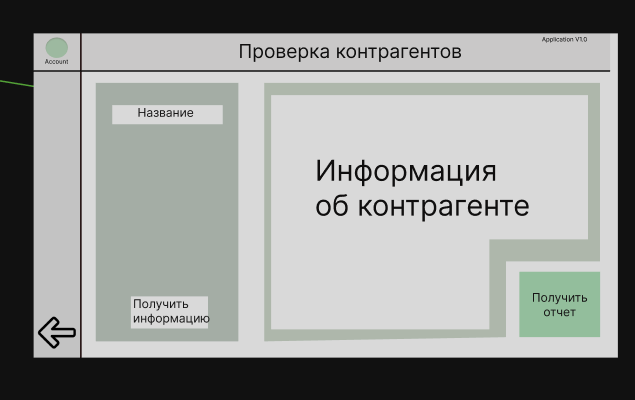 Проверка контрагентов
Application V1.0
Account
Название
Информация
об контрагенте
Получить
информацию
Получить
отчет